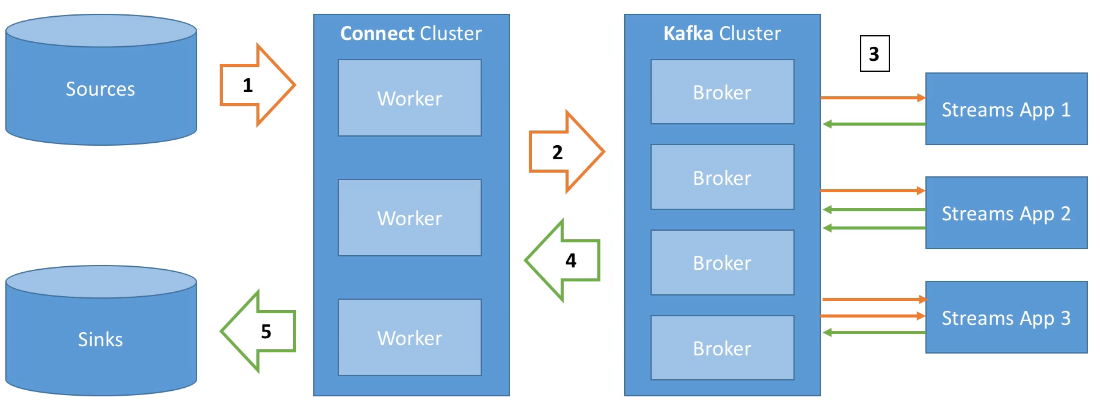 Sources
1
Connect Cluster
Worker
Worker
Worker
2
4
5
Sinks
Kafka Cluster
Broker
Broker
Broker
Broker
3
Streams App 1
Streams App 2
Streams App 3